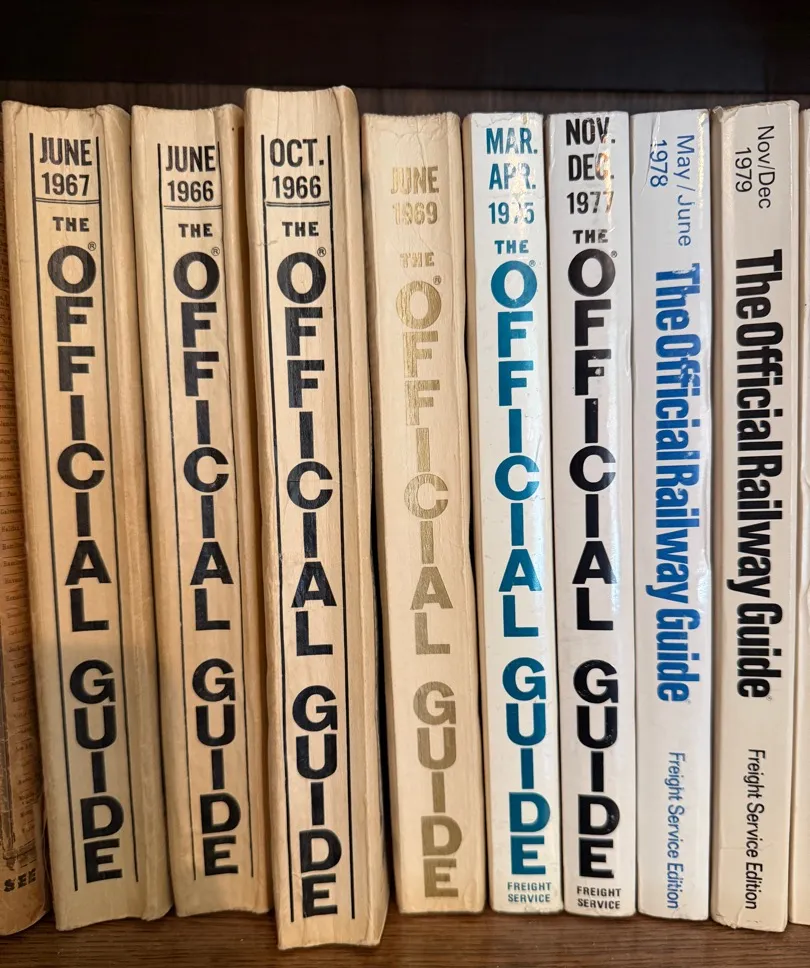 JUNE
1967
THE
OFFICIAL GUIDE®
JUNE
1966
THE
OFFICIAL GUIDE®
OCT.
1966
THE
OFFICIAL GUIDE®
JUNE
1969
THE
OFFICIAL GUIDE®
MAR.
APR.
1975
THE
OFFICIAL GUIDE®
FREIGHT
SERVICE
NOV.
DEC.
1977
THE
OFFICIAL GUIDE®
FREIGHT
SERVICE
May/June
1978
The Official Railway Guide
Freight Service Edition
Nov/Dec
1979
The Official Railway Guide
Freight Service Edition